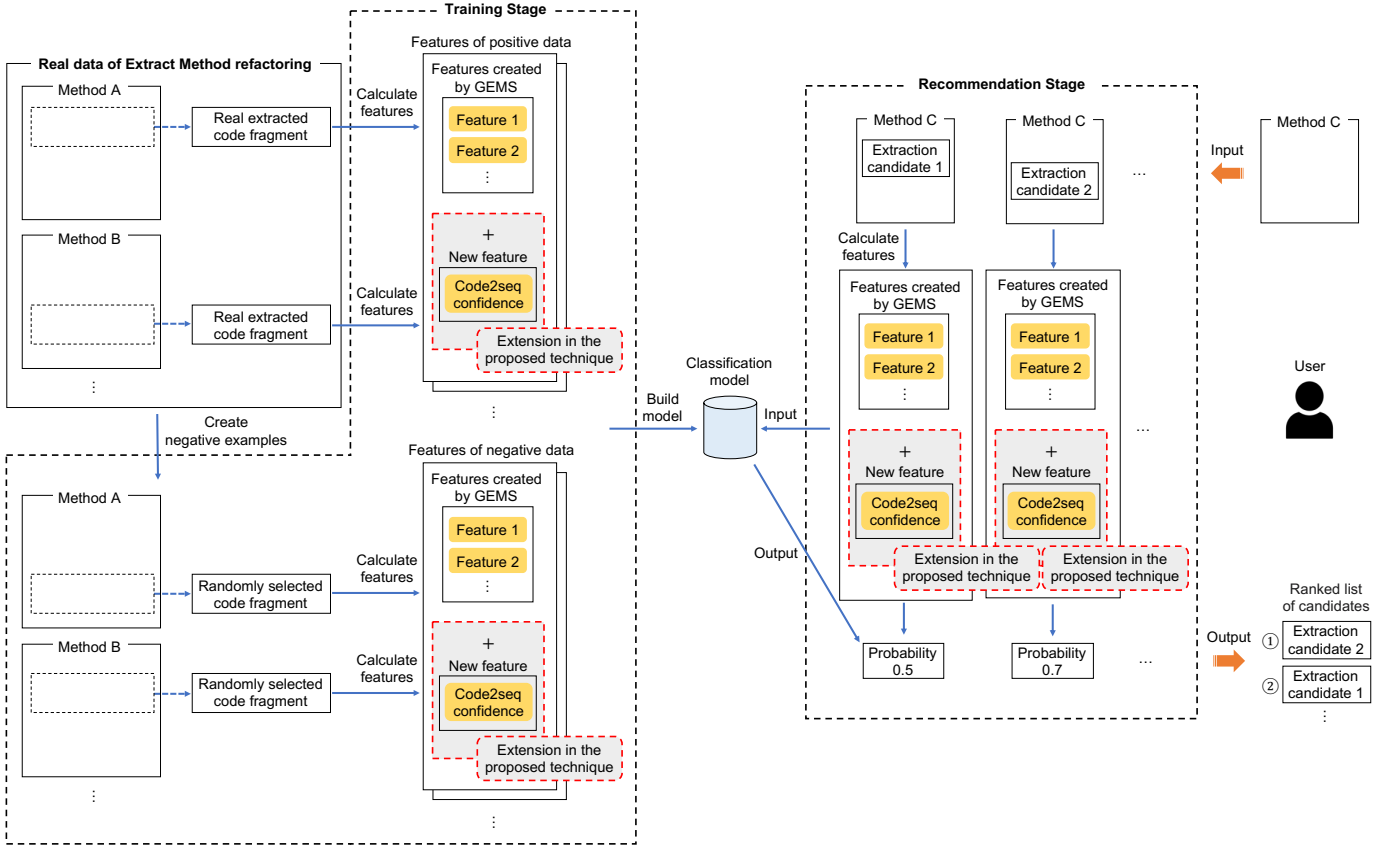 Training Stage
Features of positive data
Real data of Extract Method refactoring
Method A
Real extracted
code fragment
Calculate
features
Features created
by GEMS
Feature 1
Feature 2
⋮
+
New feature
Code2seq
confidence
Extension in the
proposed technique
Method B
Real extracted
code fragment
Calculate
features
⋮
⋮
Create
negative examples
Features of negative data
Method A
Randomly selected
code fragment
Calculate
features
Features created
by GEMS
Feature 1
Feature 2
⋮
+
New feature
Code2seq
confidence
Extension in the
proposed technique
Method B
Randomly selected
code fragment
Calculate
features
⋮
⋮
Build
model
Classification
model
Input
Output
Recommendation Stage
Method C
Extraction
candidate 1
Method C
Extraction
candidate 2
...
Calculate
features
Features created
by GEMS
Feature 1
Feature 2
⋮
+
New feature
Code2seq
confidence
Extension in the
proposed technique
Features created
by GEMS
Feature 1
Feature 2
⋮
+
New feature
Code2seq
confidence
Extension in the
proposed technique
...
Probability
0.5
Probability
0.7
...
Input
Method C
User
Output
Ranked list
of candidates
① Extraction
candidate 2
② Extraction
candidate 1
⋮